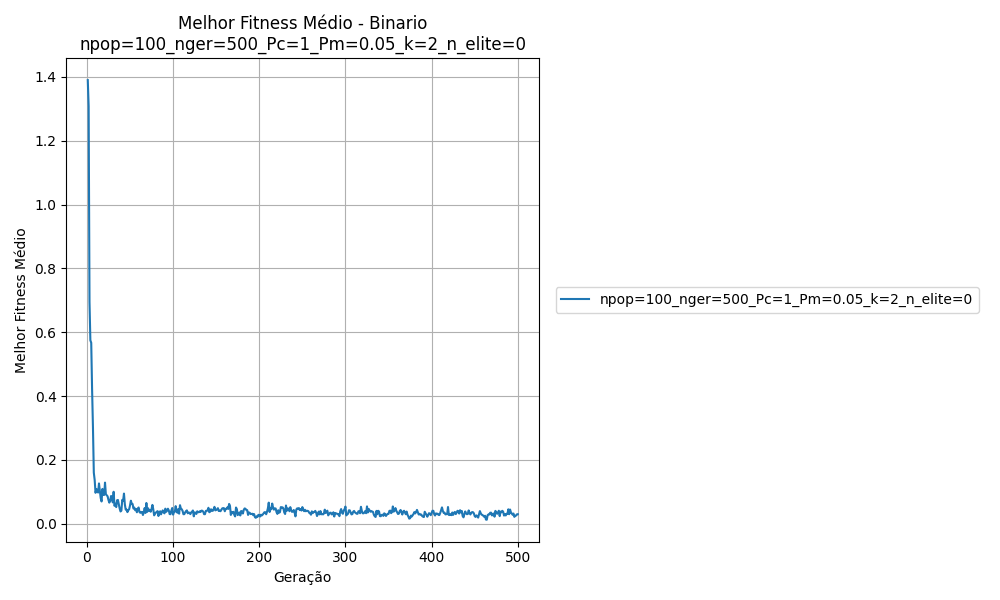 Melhor Fitness Médio - Binario
npop=100_nger=500_Pc=1_Pm=0.05_k=2_n_elite=0
1.4
1.2
1.0
0.8
0.6
0.4
0.2
0.0
Melhor Fitness Médio
0
100
200
300
400
500
Geração
npop=100_nger=500_Pc=1_Pm=0.05_k=2_n_elite=0